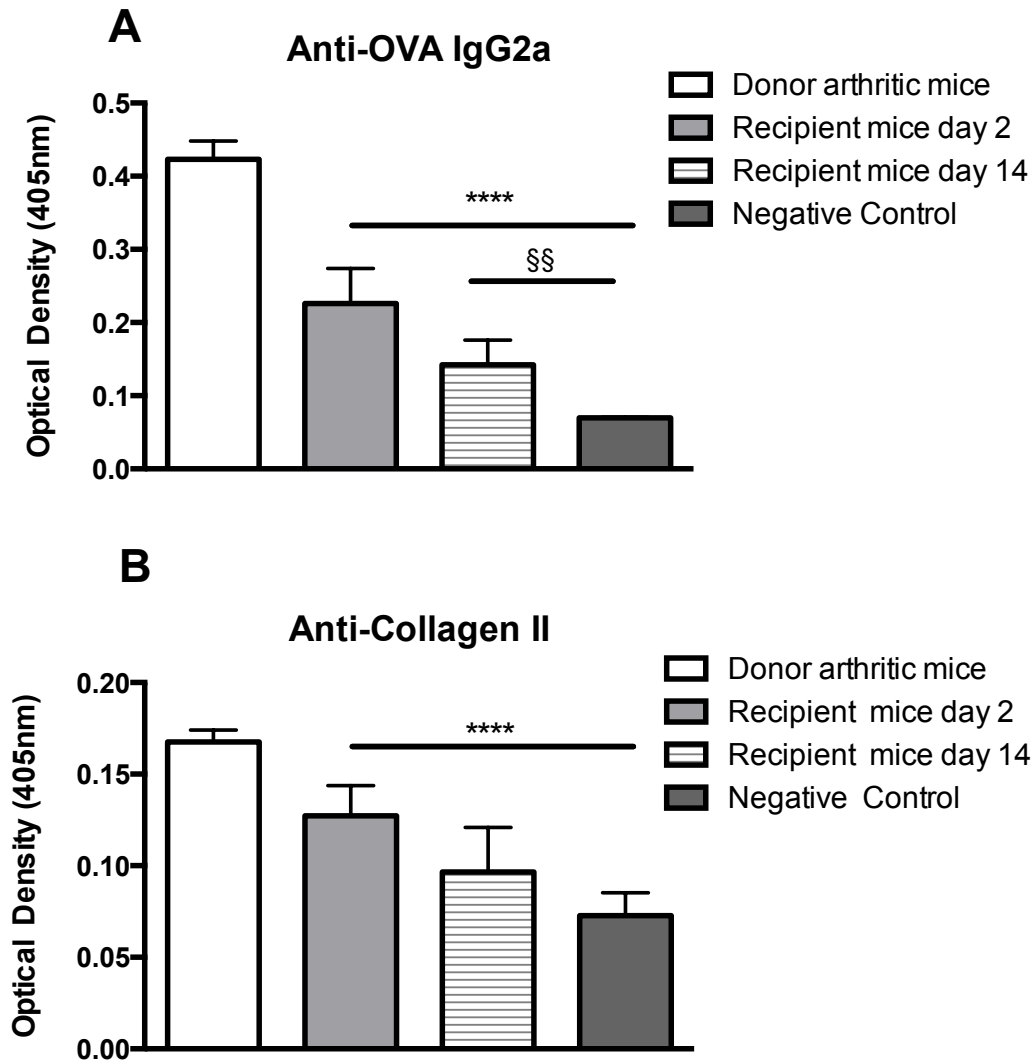 A
Anti-OVA IgG2a
Optical Density (405nm)
0.5
0.4
0.3
0.2
0.1
0.0
****
§§
Donor arthritic mice
Recipient mice day 2
Recipient mice day 14
Negative Control
B
Anti-Collagen II
Optical Density (405nm)
0.20
0.15
0.10
0.05
0.00
****
Donor arthritic mice
Recipient mice day 2
Recipient mice day 14
Negative Control